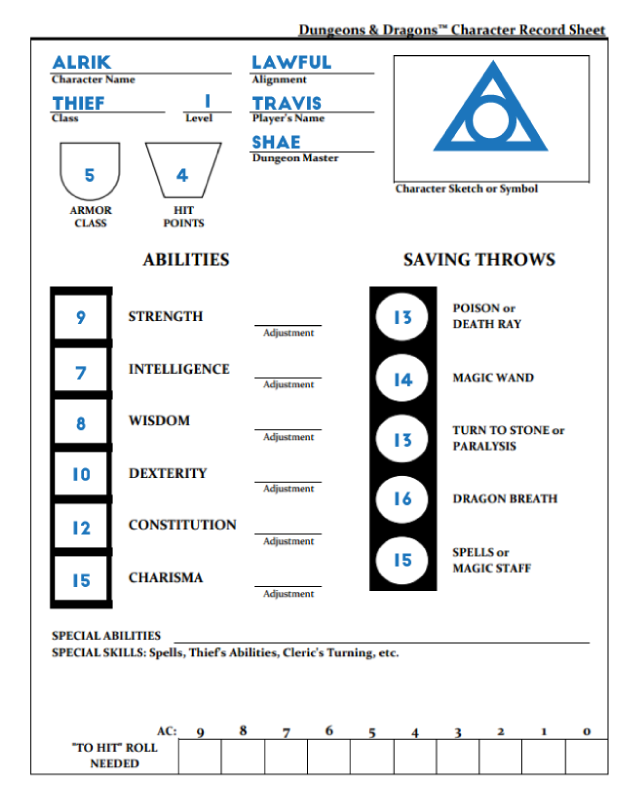 Dungeons & Dragons™ Character Record Sheet
ALRIK
Character Name
LAWFUL
Alignment
THIEF
Class
1
Level
TRAVIS
Player's Name
SHAE
Dungeon Master
5
ARMOR
CLASS
4
HIT
POINTS
Character Sketch or Symbol
ABILITIES
9 STRENGTH
Adjustment
7 INTELLIGENCE
Adjustment
8 WISDOM
Adjustment
10 DEXTERITY
Adjustment
12 CONSTITUTION
Adjustment
15 CHARISMA
Adjustment
SAVING THROWS
13 POISON or
DEATH RAY
14 MAGIC WAND
13 TURN TO STONE or
PARALYSIS
16 DRAGON BREATH
15 SPELLS or
MAGIC STAFF
SPECIAL ABILITIES
SPECIAL SKILLS: Spells, Thief's Abilities, Cleric's Turning, etc.
AC: 9 8 7 6 5 4 3 2 1 0
"TO HIT" ROLL
NEEDED